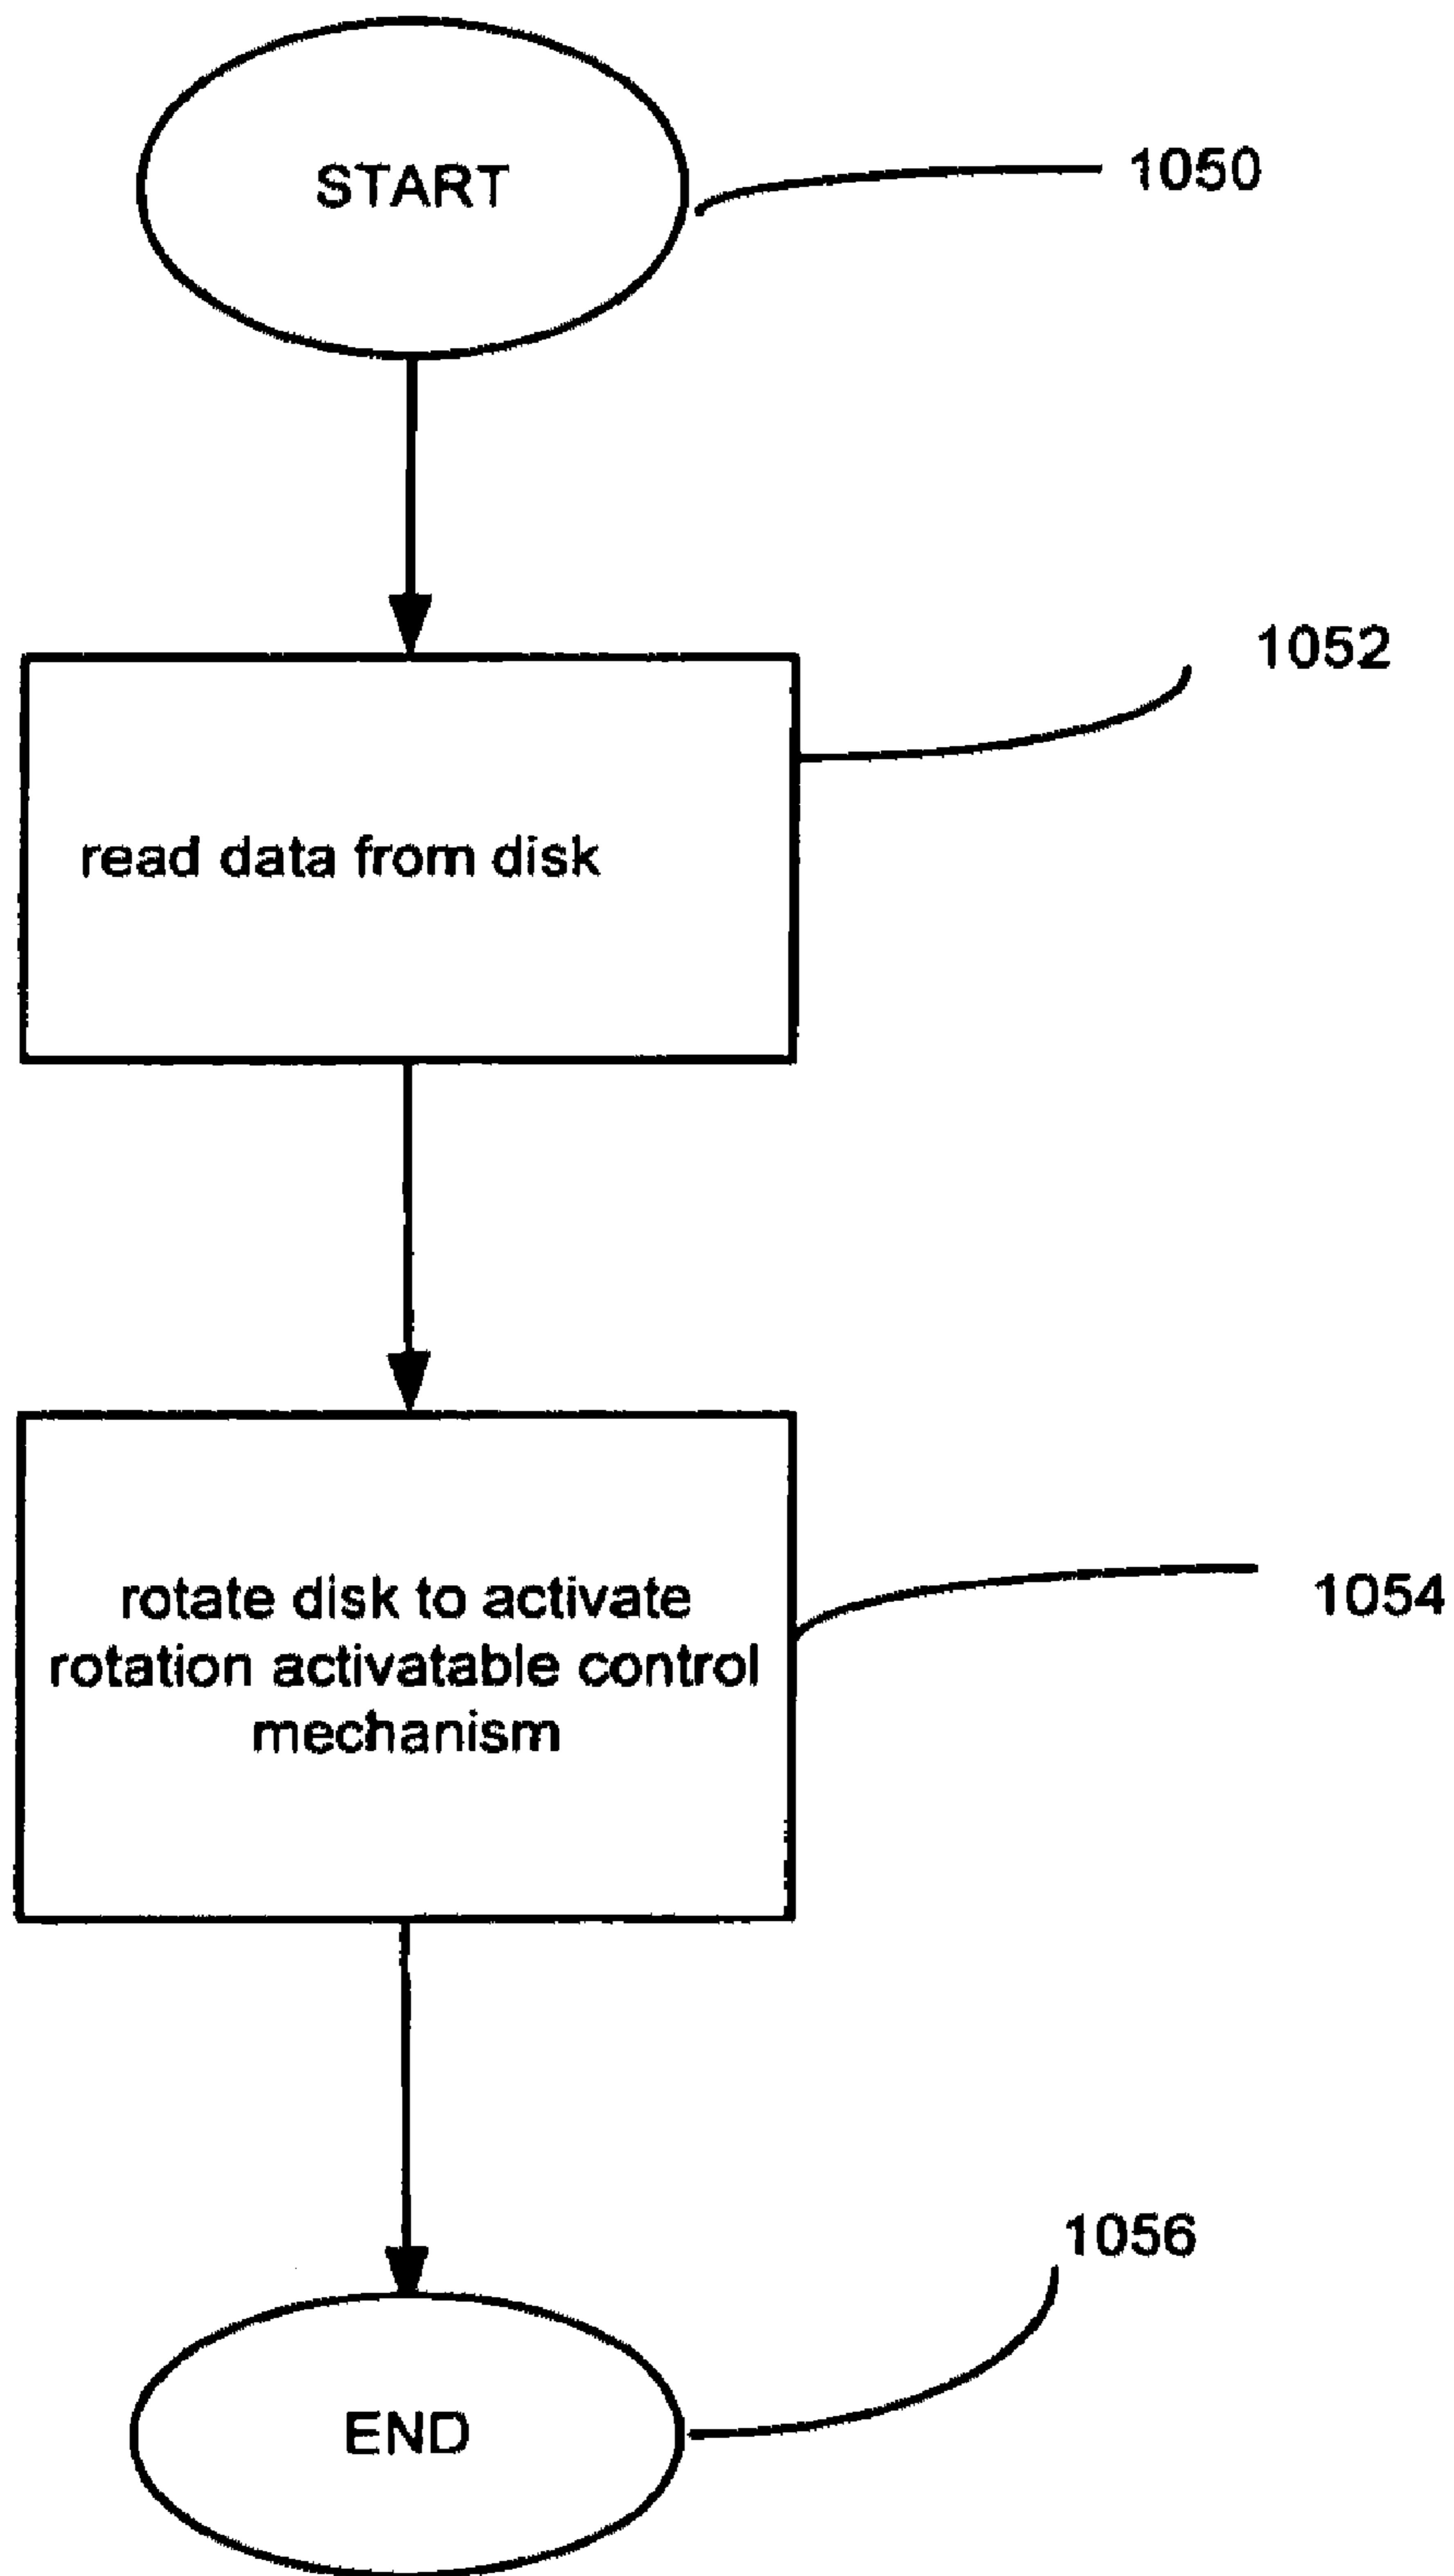 START
1050
1052
read data from disk
rotate disk to activate
rotation activatable control
mechanism
1054
1056
END